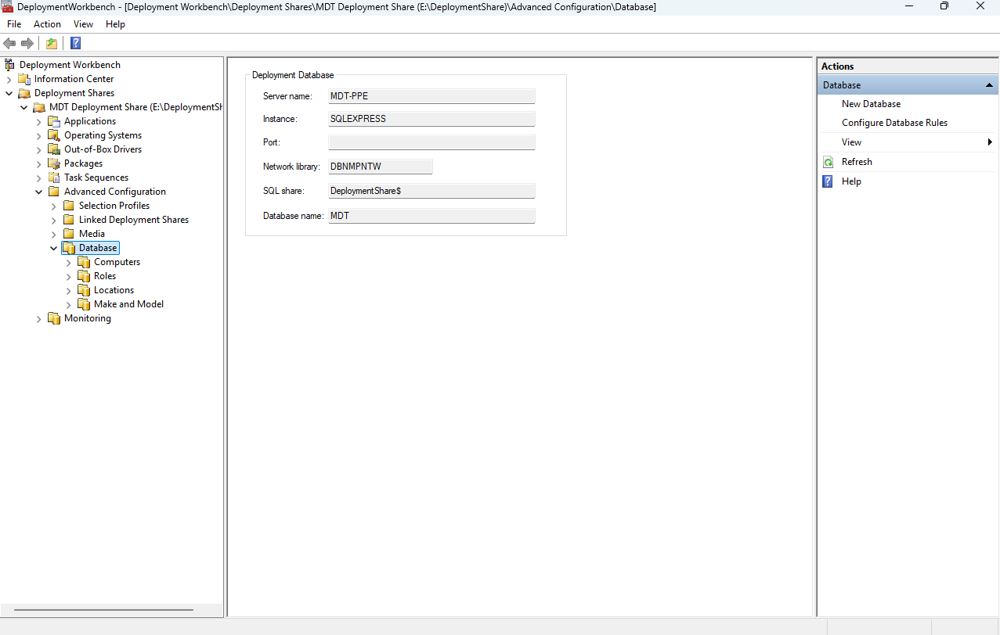 DeploymentWorkbench - [Deployment Workbench\Deployment Shares\MDT Deployment Share (E:\DeploymentShare)\Advanced Configuration\Database]
File Action View Help
Deployment Workbench
Information Center
Deployment Shares
MDT Deployment Share (E:\DeploymentSh
Applications
Operating Systems
Out-of-Box Drivers
Packages
Task Sequences
Advanced Configuration
Selection Profiles
Linked Deployment Shares
Media
Database
Computers
Roles
Locations
Make and Model
Monitoring
Deployment Database
Server name: MDT-PPE
Instance: SQLEXPRESS
Port:
Network library: DBNMPNTW
SQL share: DeploymentShare$
Database name: MDT
Actions
Database
New Database
Configure Database Rules
View
Refresh
Help